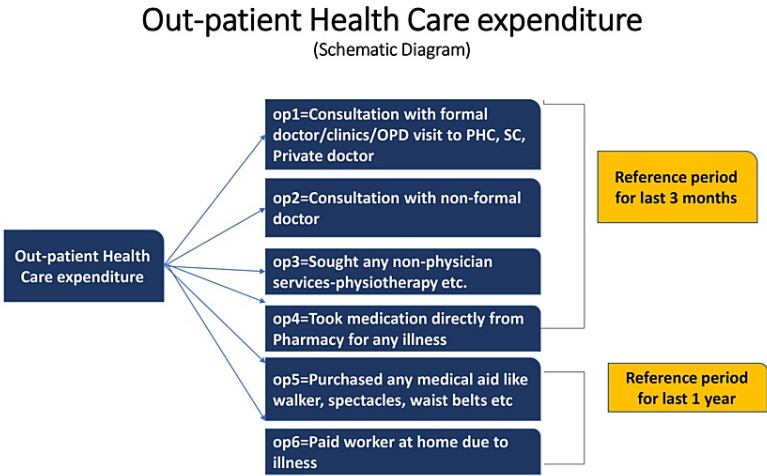 Out-patient Health Care expenditure
(Schematic Diagram)
op1=Consultation with formal
doctor/clinics/OPD visit to PHC, SC,
Private doctor
Reference period
for last 3 months
op2=Consultation with non-formal
doctor
Out-patient Health
Care expenditure
op3=Sought any non-physician
services-physiotherapy etc.
op4=Took medication directly from
Pharmacy for any illness
op5=Purchased any medical aid like
walker, spectacles, waist belts etc
Reference period
for last 1 year
op6=Paid worker at home due to
illness